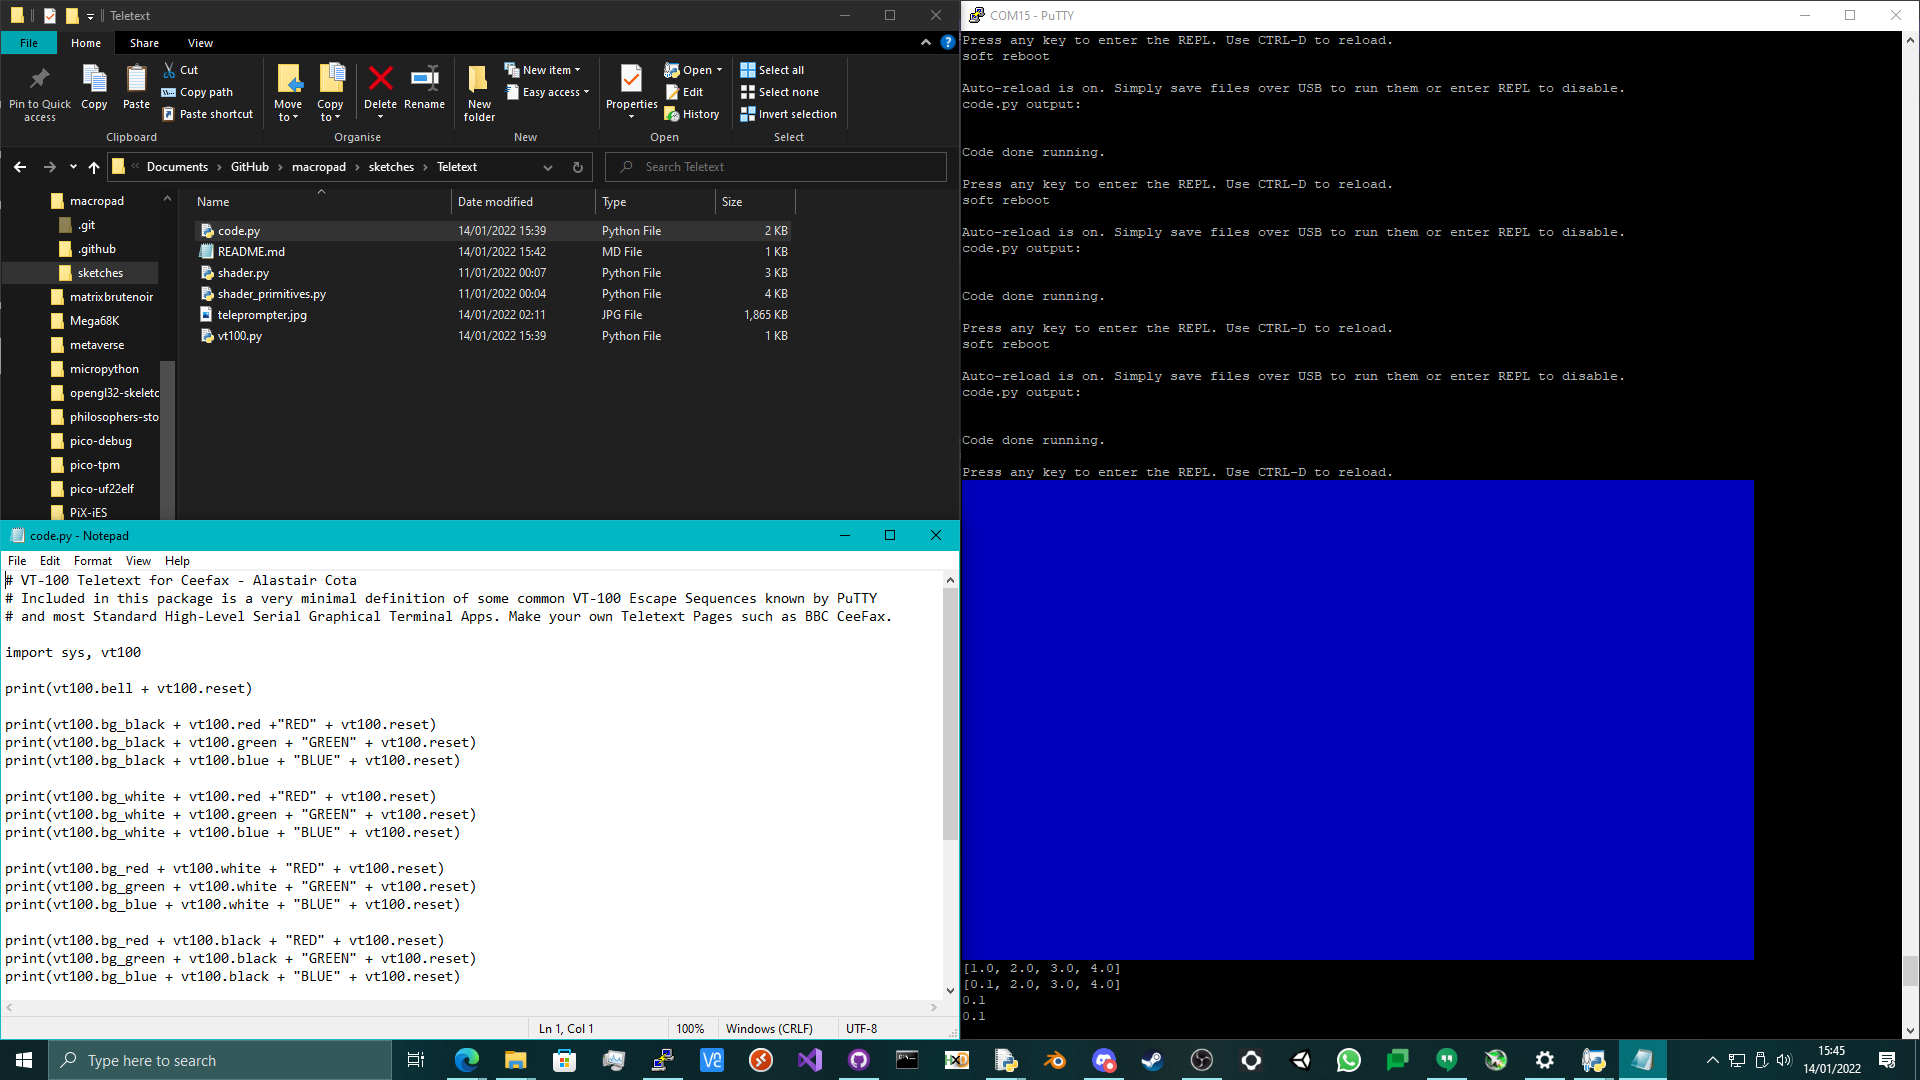 Teletext
File
Home
Share
View
Pin to Quick access
Copy
Paste
Cut
Copy path
Paste shortcut
Clipboard
Move to
Copy to
Delete
Rename
Organise
New folder
New item
Easy access
New
Properties
Open
Edit
History
Open
Select all
Select none
Invert selection
Select
Documents > GitHub > macropad > sketches > Teletext
Search Teletext
macropad
.git
.github
sketches
matrixbrutenoir
Mega68K
metaverse
micropython
opengl32-skeletc
philosophers-sto
pico-debug
pico-tpm
pico-uf22elf
PiX-iES
Name Date modified Type Size
code.py 14/01/2022 15:39 Python File 2 KB
README.md 14/01/2022 15:42 MD File 1 KB
shader.py 11/01/2022 00:07 Python File 3 KB
shader_primitives.py 11/01/2022 00:04 Python File 4 KB
teleprompter.jpg 14/01/2022 02:11 JPG File 1,865 KB
vt100.py 14/01/2022 15:39 Python File 1 KB
code.py - Notepad
File Edit Format View Help
# VT-100 Teletext for Ceefax - Alastair Cota
# Included in this package is a very minimal definition of some common VT-100 Escape Sequences known by PuTTY
# and most Standard High-Level Serial Graphical Terminal Apps. Make your own Teletext Pages such as BBC CeeFax.
import sys, vt100
print(vt100.bell + vt100.reset)
print(vt100.bg_black + vt100.red +"RED" + vt100.reset)
print(vt100.bg_black + vt100.green + "GREEN" + vt100.reset)
print(vt100.bg_black + vt100.blue + "BLUE" + vt100.reset)
print(vt100.bg_white + vt100.red +"RED" + vt100.reset)
print(vt100.bg_white + vt100.green + "GREEN" + vt100.reset)
print(vt100.bg_white + vt100.blue + "BLUE" + vt100.reset)
print(vt100.bg_red + vt100.white + "RED" + vt100.reset)
print(vt100.bg_green + vt100.white + "GREEN" + vt100.reset)
print(vt100.bg_blue + vt100.white + "BLUE" + vt100.reset)
print(vt100.bg_red + vt100.black + "RED" + vt100.reset)
print(vt100.bg_green + vt100.black + "GREEN" + vt100.reset)
print(vt100.bg_blue + vt100.black + "BLUE" + vt100.reset)
Ln 1, Col 1 100% Windows (CRLF) UTF-8
COM15 - PuTTY
Press any key to enter the REPL. Use CTRL-D to reload.
soft reboot
Auto-reload is on. Simply save files over USB to run them or enter REPL to disable.
code.py output:
Code done running.
Press any key to enter the REPL. Use CTRL-D to reload.
soft reboot
Auto-reload is on. Simply save files over USB to run them or enter REPL to disable.
code.py output:
Code done running.
Press any key to enter the REPL. Use CTRL-D to reload.
soft reboot
Auto-reload is on. Simply save files over USB to run them or enter REPL to disable.
code.py output:
Code done running.
Press any key to enter the REPL. Use CTRL-D to reload.
[1.0, 2.0, 3.0, 4.0]
[0.1, 2.0, 3.0, 4.0]
0.1
0.1
Type here to search
15:45
14/01/2022